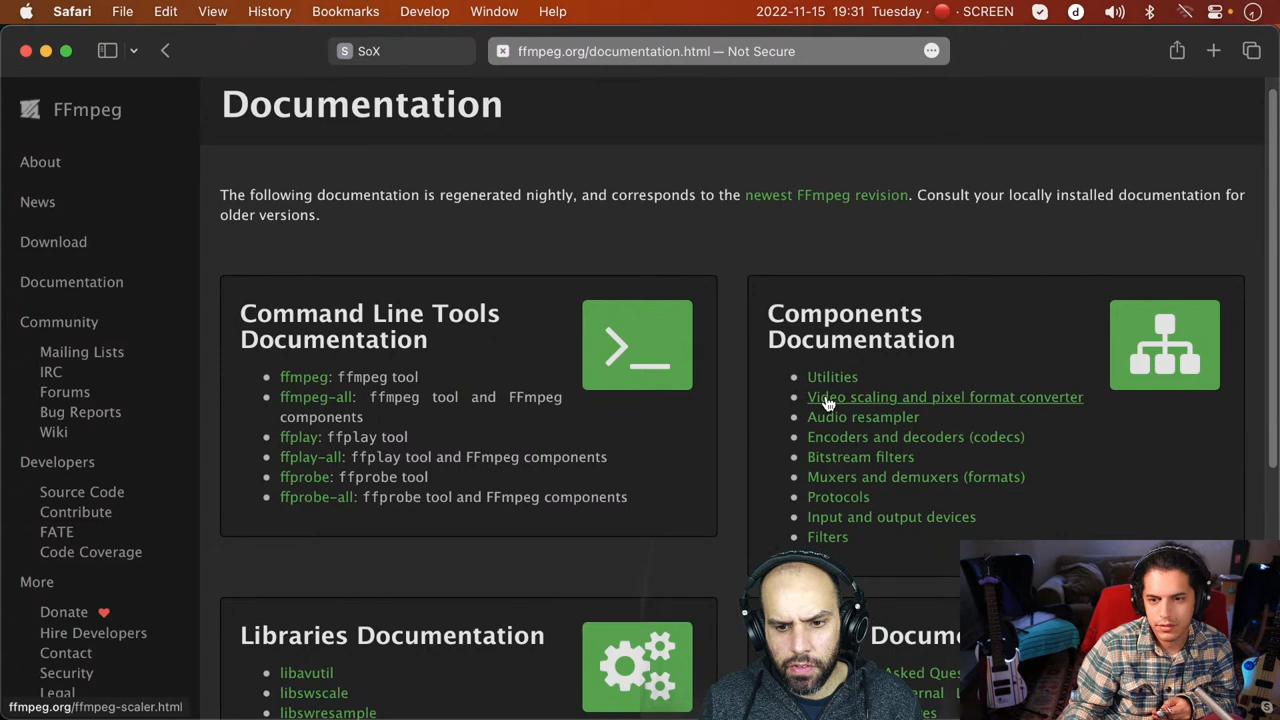 Safari File Edit View History Bookmarks Develop Window Help 2022-11-15 19:31 Tuesday SCREEN
S SoX
ffmpeg.org/documentation.html — Not Secure
FFmpeg
About
News
Download
Documentation
Community
Mailing Lists
IRC
Forums
Bug Reports
Wiki
Developers
Source Code
Contribute
FATE
Code Coverage
More
Donate
Hire Developers
Contact
Security
Legal
ffmpeg.org/ffmpeg-scaler.html
Documentation
The following documentation is regenerated nightly, and corresponds to the newest FFmpeg revision. Consult your locally installed documentation for
older versions.
Command Line Tools
Documentation
ffmpeg: ffmpeg tool
ffmpeg-all: ffmpeg tool and FFmpeg
components
ffplay: ffplay tool
ffplay-all: ffplay tool and FFmpeg components
ffprobe: ffprobe tool
ffprobe-all: ffprobe tool and FFmpeg components
Components
Documentation
Utilities
Video scaling and pixel format converter
Audio resampler
Encoders and decoders (codecs)
Bitstream filters
Muxers and demuxers (formats)
Protocols
Input and output devices
Filters
Libraries Documentation
libavutil
libswscale
libswresample
Docum
Asked Que